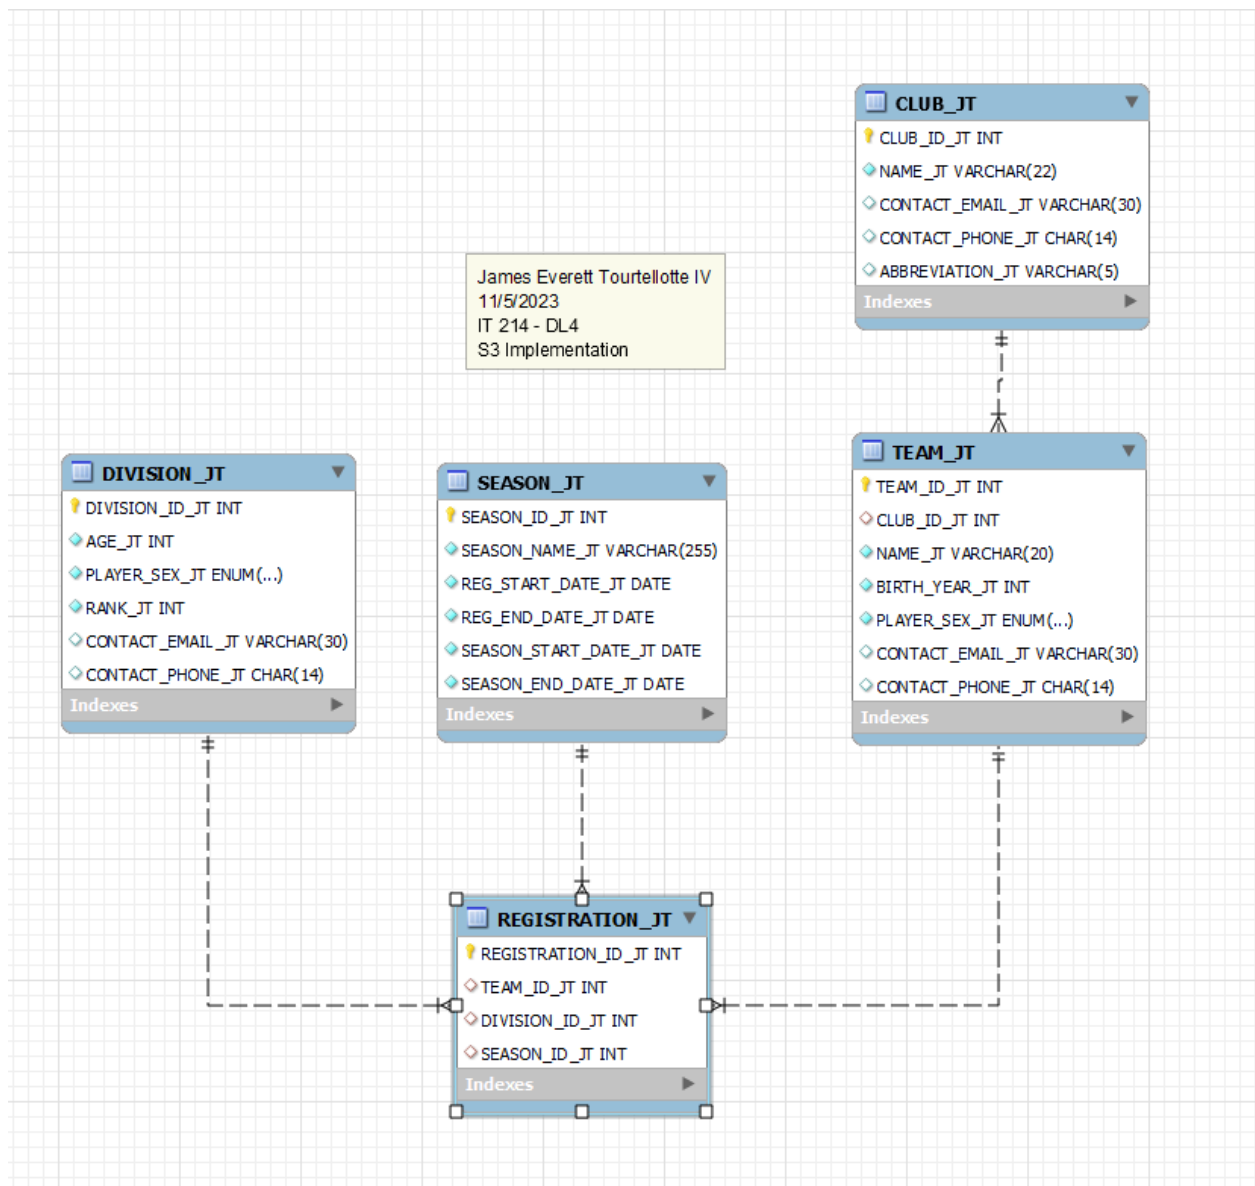 CLUB_JT
CLUB_ID_JT INT
NAME_JT VARCHAR(22)
CONTACT_EMAIL_JT VARCHAR(30)
CONTACT_PHONE_JT CHAR(14)
ABBREVIATION_JT VARCHAR(5)
Indexes
James Everett Tourtellotte IV
11/5/2023
IT 214 - DL4
S3 Implementation
DIVISION_JT
DIVISION_ID_JT INT
AGE_JT INT
PLAYER_SEX_JT ENUM(...)
RANK_JT INT
CONTACT_EMAIL_JT VARCHAR(30)
CONTACT_PHONE_JT CHAR(14)
Indexes
SEASON_JT
SEASON_ID_JT INT
SEASON_NAME_JT VARCHAR(255)
REG_START_DATE_JT DATE
REG_END_DATE_JT DATE
SEASON_START_DATE_JT DATE
SEASON_END_DATE_JT DATE
Indexes
TEAM_JT
TEAM_ID_JT INT
CLUB_ID_JT INT
NAME_JT VARCHAR(20)
BIRTH_YEAR_JT INT
PLAYER_SEX_JT ENUM(...)
CONTACT_EMAIL_JT VARCHAR(30)
CONTACT_PHONE_JT CHAR(14)
Indexes
REGISTRATION_JT
REGISTRATION_ID_JT INT
TEAM_ID_JT INT
DIVISION_ID_JT INT
SEASON_ID_JT INT
Indexes